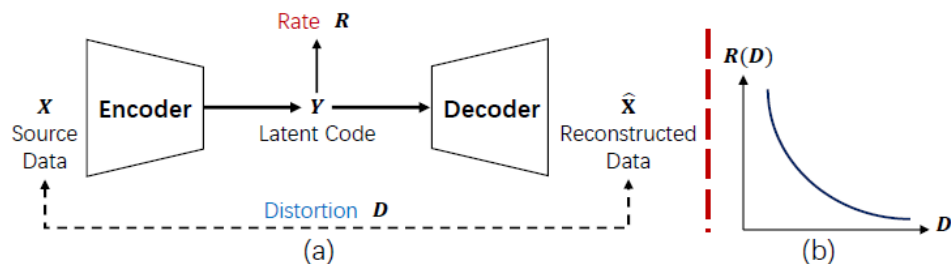 Rate R
R(D)
X
Encoder
Y
Decoder
X̂
Source
Data
Latent Code
Reconstructed
Data
Distortion D
D
(a)
(b)